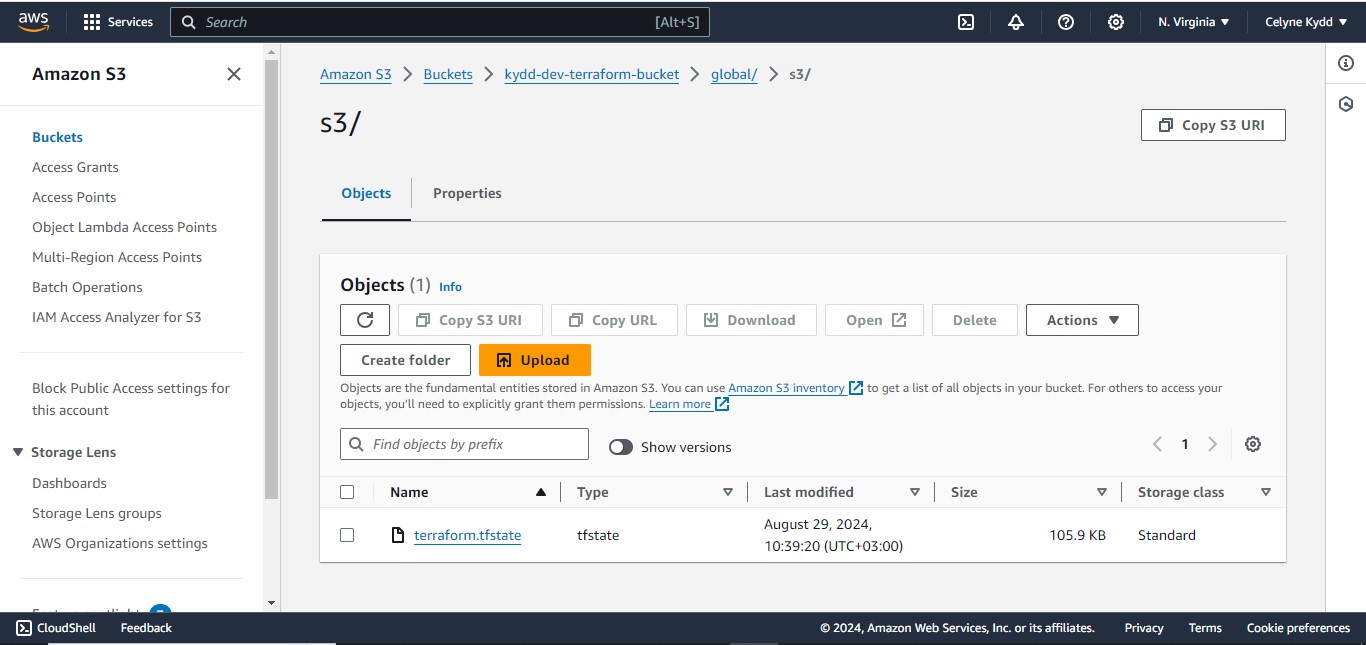 aws
Services
Search
[Alt+S]
N. Virginia
Celyne Kydd
Amazon S3
Buckets
Access Grants
Access Points
Object Lambda Access Points
Multi-Region Access Points
Batch Operations
IAM Access Analyzer for S3
Block Public Access settings for
this account
Storage Lens
Dashboards
Storage Lens groups
AWS Organizations settings
Amazon S3 > Buckets > kydd-dev-terraform-bucket > global/ > s3/
s3/
Copy S3 URI
Objects
Properties
Objects (1) Info
Copy S3 URI
Copy URL
Download
Open
Delete
Actions
Create folder
Upload
Objects are the fundamental entities stored in Amazon S3. You can use Amazon S3 inventory to get a list of all objects in your bucket. For others to access your
objects, you'll need to explicitly grant them permissions. Learn more
Find objects by prefix
Show versions
1
Name
Type
Last modified
Size
Storage class
terraform.tfstate
tfstate
August 29, 2024,
10:39:20 (UTC+03:00)
105.9 KB
Standard
CloudShell
Feedback
© 2024, Amazon Web Services, Inc. or its affiliates.
Privacy
Terms
Cookie preferences